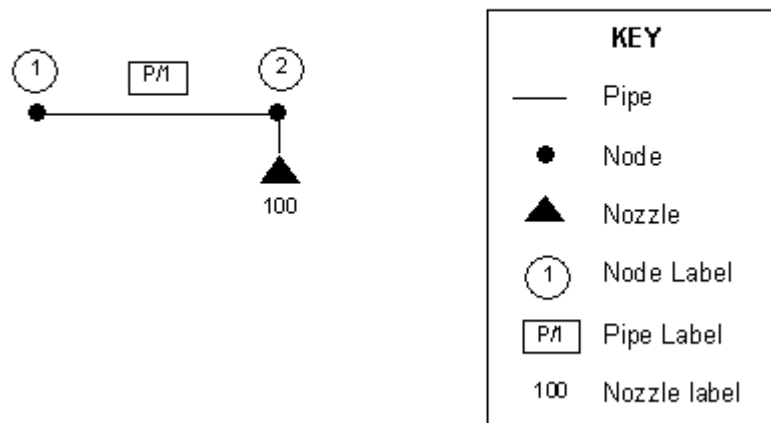 1
P/1
2
100
KEY
Pipe
Node
Nozzle
1
Node Label
P/1
Pipe Label
100
Nozzle label